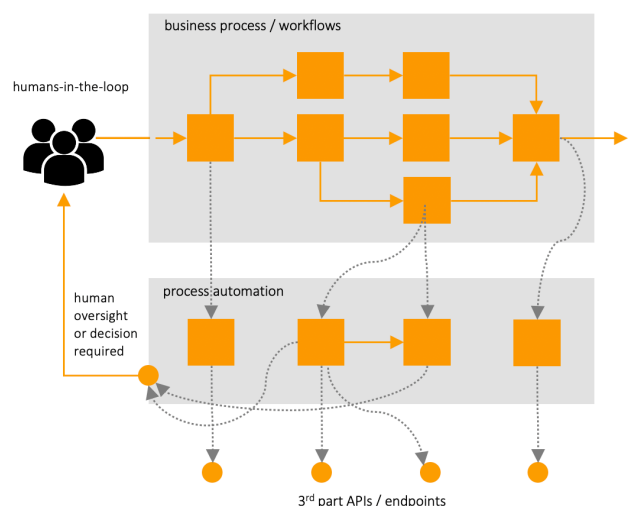 business process / workflows
humans-in-the-loop
process automation
human
oversight
or decision
required
3rd part APIs / endpoints